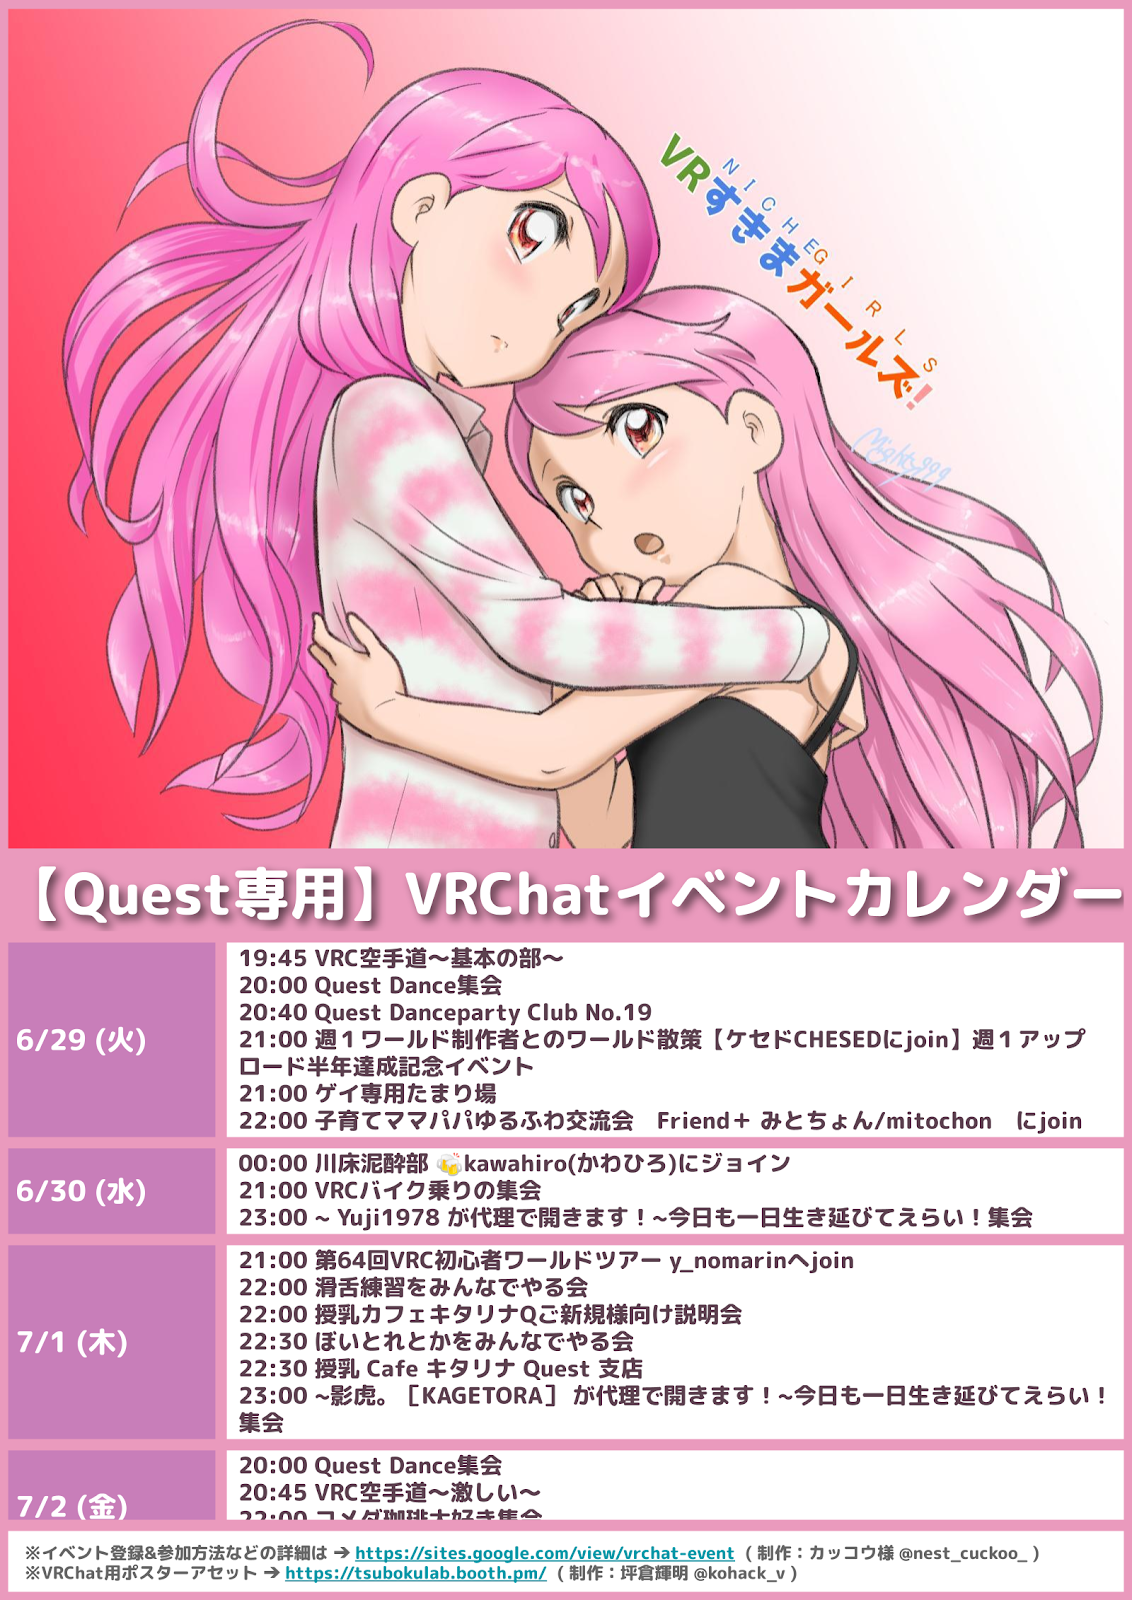 VRすきまガールズ!
NICHEGIRLS
Mighty999
【Quest専用】VRChatイベントカレンダー
6/29 (火)
19:45 VRC空手道～基本の部～
20:00 Quest Dance集会
20:40 Quest Danceparty Club No.19
21:00 週１ワールド制作者とのワールド散策【ケセドCHESEDにjoin】週１アップ
ロード半年達成記念イベント
21:00 ゲイ専用たまり場
22:00 子育てママパパゆるふわ交流会　Friend＋ みとちょん/mitochon　にjoin
6/30 (水)
00:00 川床泥酔部 🍻kawahiro(かわひろ)にジョイン
21:00 VRCバイク乗りの集会
23:00 ~ Yuji1978 が代理で開きます！~今日も一日生き延びてえらい！集会
7/1 (木)
21:00 第64回VRC初心者ワールドツアー y_nomarinへjoin
22:00 滑舌練習をみんなでやる会
22:00 授乳カフェキタリナQご新規様向け説明会
22:30 ぼいとれとかをみんなでやる会
22:30 授乳 Cafe キタリナ Quest 支店
23:00 ~影虎。［KAGETORA］ が代理で開きます！~今日も一日生き延びてえらい！
集会
7/2 (金)
20:00 Quest Dance集会
20:45 VRC空手道～激しい～
22:00 コメダ珈琲大好き集会
※イベント登録&参加方法などの詳細は → https://sites.google.com/view/vrchat-event ( 制作：カッコウ様 @nest_cuckoo_ )
※VRChat用ポスターアセット → https://tsubokulab.booth.pm/ ( 制作：坪倉輝明 @kohack_v )